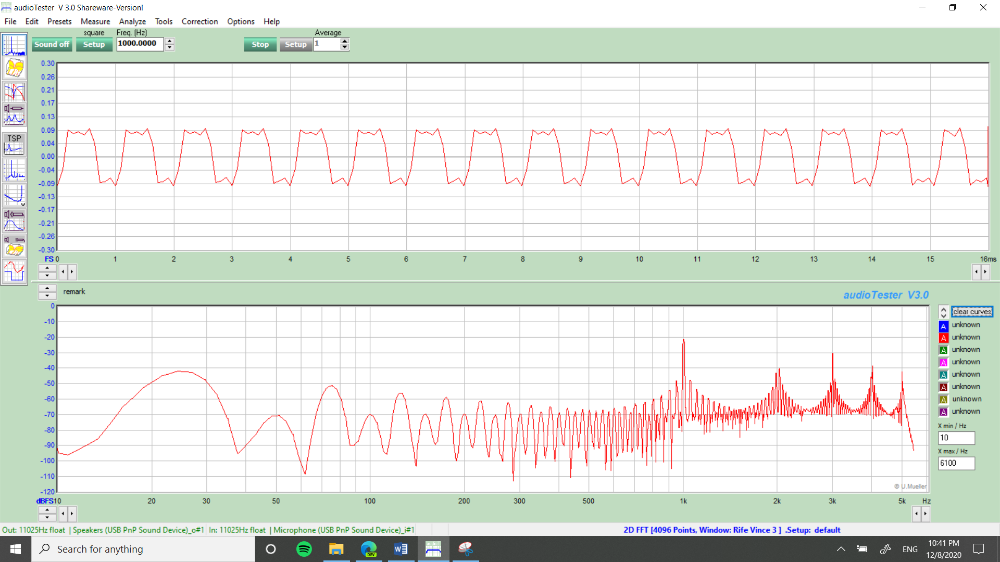 audioTester V 3.0 Shareware-Version!
File Edit Presets Measure Analyze Tools Correction Options Help
square Freq. (Hz) Average
Sound off Setup 1000.0000 Stop Setup 1
TSP
0.30
0.26
0.21
0.17
0.13
0.09
0.04
0.00
-0.04
-0.09
-0.13
-0.17
-0.21
-0.26
-0.30
FS 0 1 2 3 4 5 6 7 8 9 10 11 12 13 14 15 16ms
remark
audioTester V3.0
0
-10
-20
-30
-40
-50
-60
-70
-80
-90
-100
-110
-120
© U.Mueller
dBFS 10 20 30 50 100 200 300 500 1k 2k 3k 5k Hz
clear curves
A unknown
A unknown
A unknown
A unknown
A unknown
A unknown
A unknown
A unknown
X min / Hz
10
X max / Hz
6100
Out: 11025Hz float | Speakers (USB PnP Sound Device)_o#1 In: 11025Hz float | Microphone (USB PnP Sound Device)_i#1
2D FFT [4096 Points, Window: Rife Vince 3 ] .Setup: default
Search for anything
DEV
ENG
10:41 PM
12/8/2020